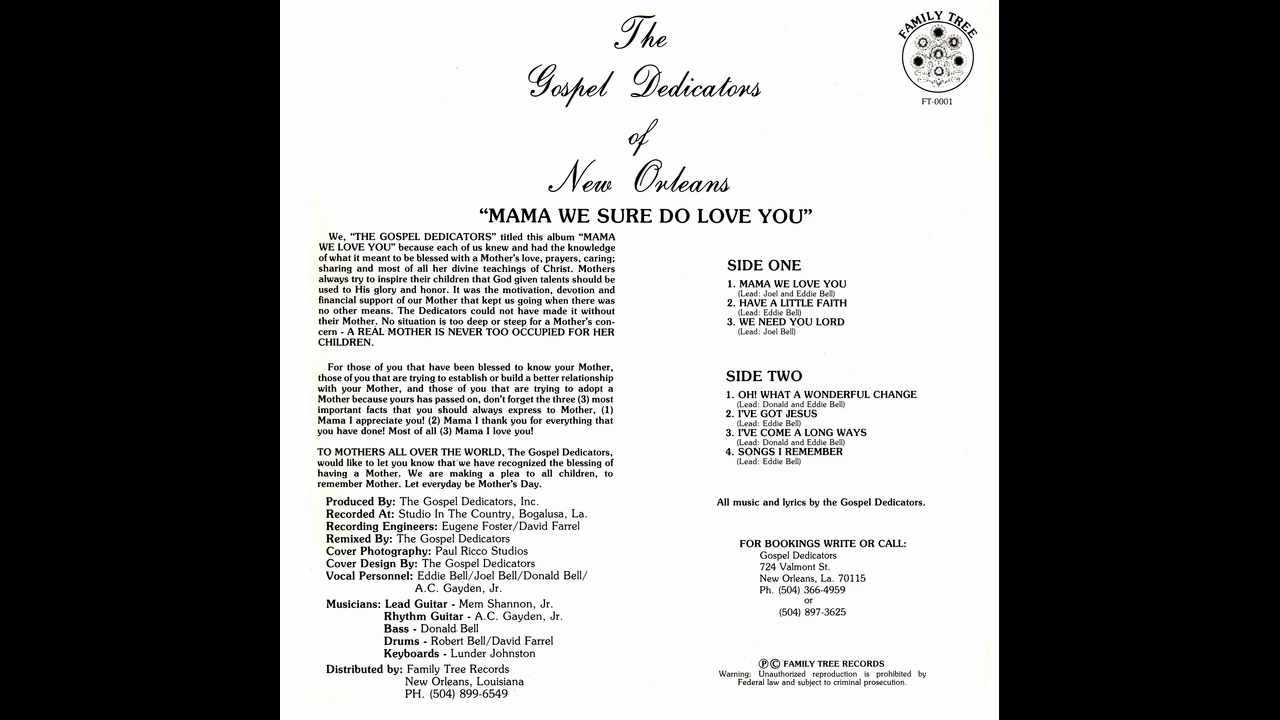 The
Gospel Dedicators
of
New Orleans
FAMILY TREE
FT-0001
“MAMA WE SURE DO LOVE YOU”
We, “THE GOSPEL DEDICATORS” titled this album “MAMA
WE LOVE YOU” because each of us knew and had the knowledge
of what it meant to be blessed with a Mother’s love, prayers, caring;
sharing and most of all her divine teachings of Christ. Mothers
always try to inspire their children that God given talents should be
used to His glory and honor. It was the motivation, devotion and
financial support of our Mother that kept us going when there was
no other means. The Dedicators could not have made it without
their Mother. No situation is too deep or steep for a Mother’s con-
cern - A REAL MOTHER IS NEVER TOO OCCUPIED FOR HER
CHILDREN.
For those of you that have been blessed to know your Mother,
those of you that are trying to establish or build a better relationship
with your Mother, and those of you that are trying to adopt a
Mother because yours has passed on, don’t forget the three (3) most
important facts that you should always express to Mother, (1)
Mama I appreciate you! (2) Mama I thank you for everything that
you have done! Most of all (3) Mama I love you!
TO MOTHERS ALL OVER THE WORLD, The Gospel Dedicators,
would like to let you know that we have recognized the blessing of
having a Mother. We are making a plea to all children, to
remember Mother. Let everyday be Mother’s Day.
Produced By: The Gospel Dedicators, Inc.
Recorded At: Studio In The Country, Bogalusa, La.
Recording Engineers: Eugene Foster/David Farrel
Remixed By: The Gospel Dedicators
Cover Photography: Paul Ricco Studios
Cover Design By: The Gospel Dedicators
Vocal Personnel: Eddie Bell/Joel Bell/Donald Bell/
A.C. Gayden, Jr.
Musicians: Lead Guitar - Mem Shannon, Jr.
Rhythm Guitar - A.C. Gayden, Jr.
Bass - Donald Bell
Drums - Robert Bell/David Farrel
Keyboards - Lunder Johnston
Distributed by: Family Tree Records
New Orleans, Louisiana
PH. (504) 899-6549
SIDE ONE
1. MAMA WE LOVE YOU
(Lead: Joel and Eddie Bell)
2. HAVE A LITTLE FAITH
(Lead: Eddie Bell)
3. WE NEED YOU LORD
(Lead: Joel Bell)
SIDE TWO
1. OH! WHAT A WONDERFUL CHANGE
(Lead: Donald and Eddie Bell)
2. I’VE GOT JESUS
(Lead: Eddie Bell)
3. I’VE COME A LONG WAYS
(Lead: Donald and Eddie Bell)
4. SONGS I REMEMBER
(Lead: Eddie Bell)
All music and lyrics by the Gospel Dedicators.
FOR BOOKINGS WRITE OR CALL:
Gospel Dedicators
724 Valmont St.
New Orleans, La. 70115
Ph. (504) 366-4959
or
(504) 897-3625
Ⓟ© FAMILY TREE RECORDS
Warning: Unauthorized reproduction is prohibited by
Federal law and subject to criminal prosecution.